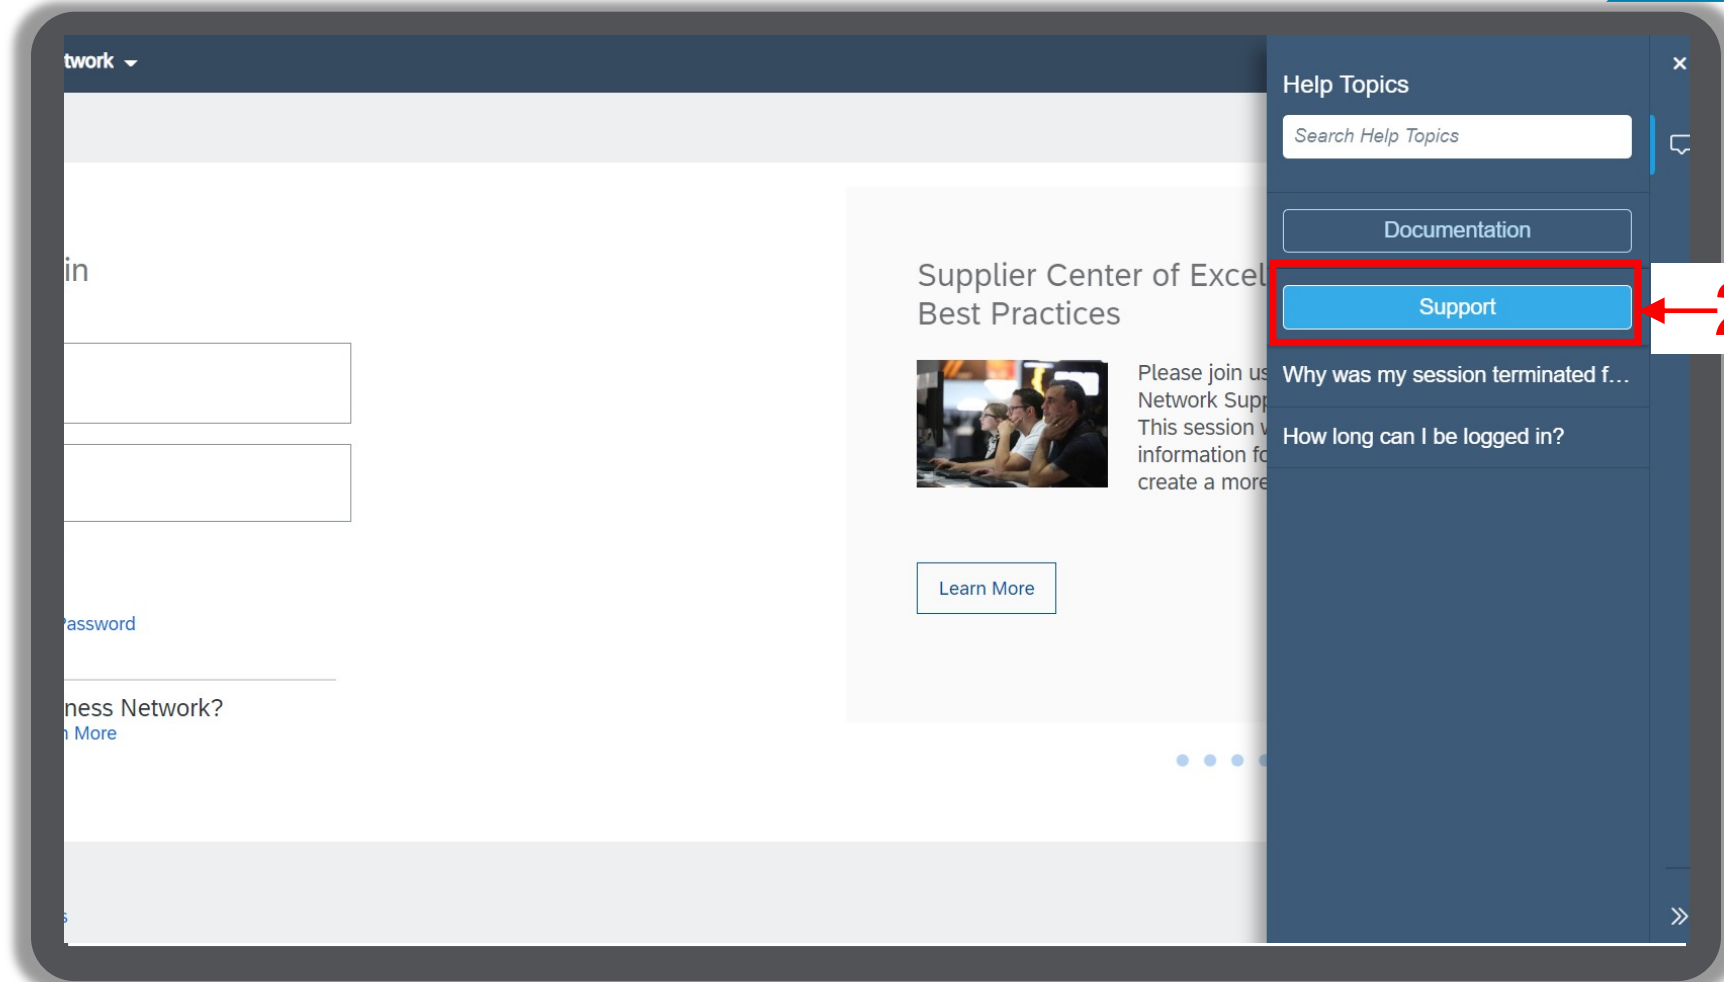 twork
Help Topics
Search Help Topics
Documentation
Support
2
Why was my session terminated f...
How long can I be logged in?
in
Password
ness Network?
n More
s
Supplier Center of Excel
Best Practices
Please join us
Network Supp
This session w
information fo
create a more
Learn More